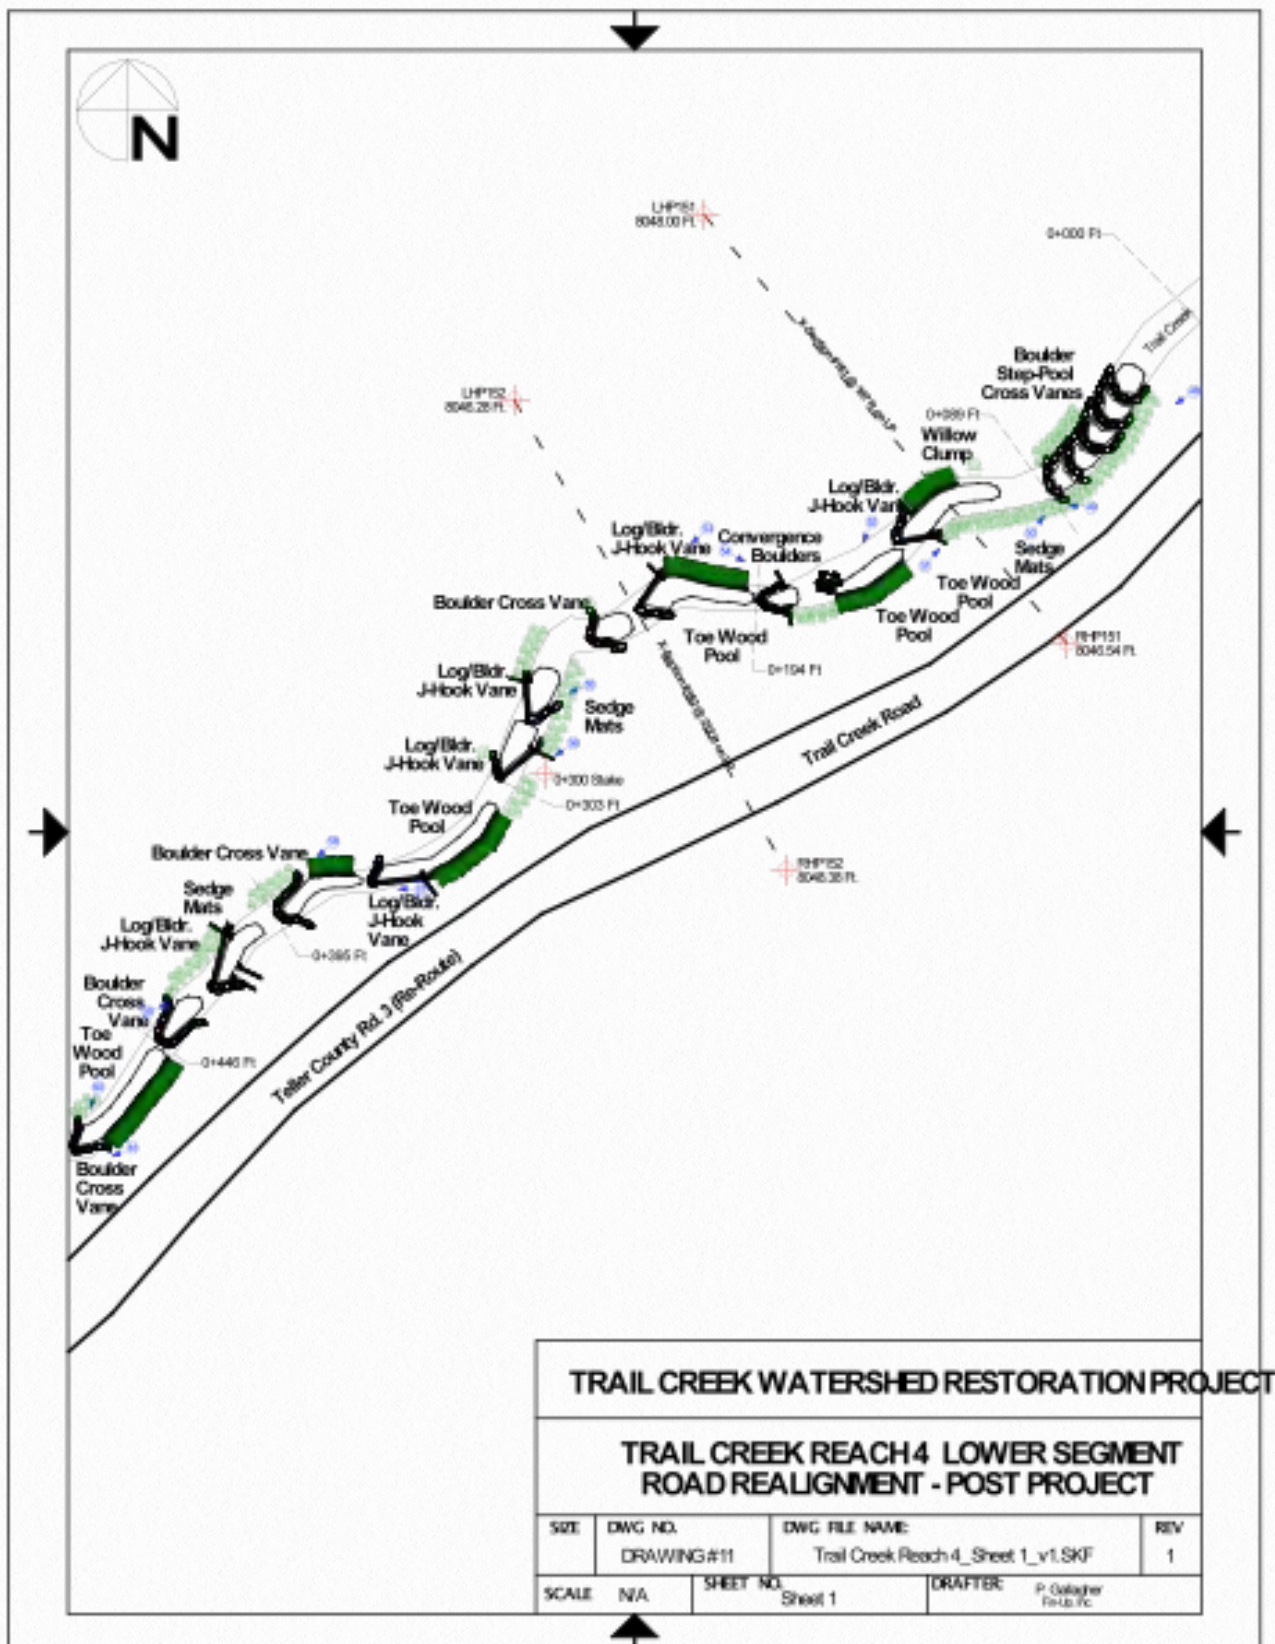 N
LHP151
8048.00 Ft.
0+000 Ft
Trail Creek
Boulder
Step-Pool
Cross Vanes
LHP152
8046.28 Ft.
0+089 Ft
Willow
Clump
Log/Bldr.
J-Hook Vane
Log/Bldr.
J-Hook Vane
Convergence
Boulders
Sedge
Mats
Toe Wood
Pool
Toe Wood
Pool
Boulder Cross Vane
Toe Wood
Pool
RHP151
8046.54 Ft.
0+194 Ft
Log/Bldr.
J-Hook Vane
Sedge
Mats
Trail Creek Road
Log/Bldr.
J-Hook Vane
0+300 Stake
0+303 Ft
Toe Wood
Pool
Boulder Cross Vane
RHP152
8048.38 Ft.
Sedge
Mats
Log/Bldr.
J-Hook
Vane
Log/Bldr.
J-Hook Vane
0+395 Ft
Teller County Rd. 3 (Re-Route)
Boulder
Cross
Vane
Toe
Wood
Pool
0+446 Ft
Boulder
Cross
Vane
TRAIL CREEK WATERSHED RESTORATION PROJECT
TRAIL CREEK REACH 4 LOWER SEGMENT
ROAD REALIGNMENT - POST PROJECT
SIZE DWG NO. DWG FILE NAME: REV
DRAWING #11 Trail Creek Reach 4_Sheet 1_v1.SKF 1
SCALE N/A SHEET NO. Sheet 1 DRAFTER: P. Gallagher